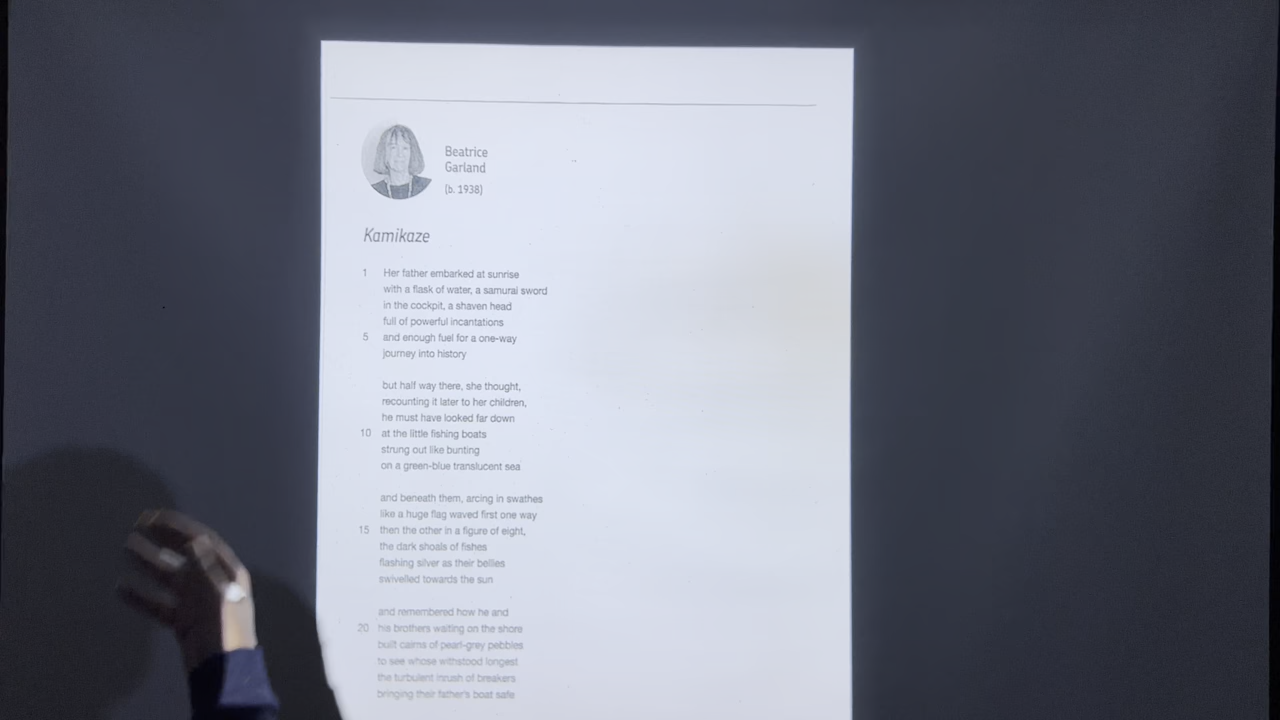 Beatrice
Garland
(b. 1938)
Kamikaze
1 Her father embarked at sunrise
with a flask of water, a samurai sword
in the cockpit, a shaven head
full of powerful incantations
5 and enough fuel for a one-way
journey into history
but half way there, she thought,
recounting it later to her children,
he must have looked far down
10 at the little fishing boats
strung out like bunting
on a green-blue translucent sea
and beneath them, arcing in swathes
like a huge flag waved first one way
15 then the other in a figure of eight,
the dark shoals of fishes
flashing silver as their bellies
swivelled towards the sun
and remembered how he and
20 his brothers waiting on the shore
built cairns of pearl-grey pebbles
to see whose withstood longest
the turbulent inrush of breakers
bringing their father's boat safe